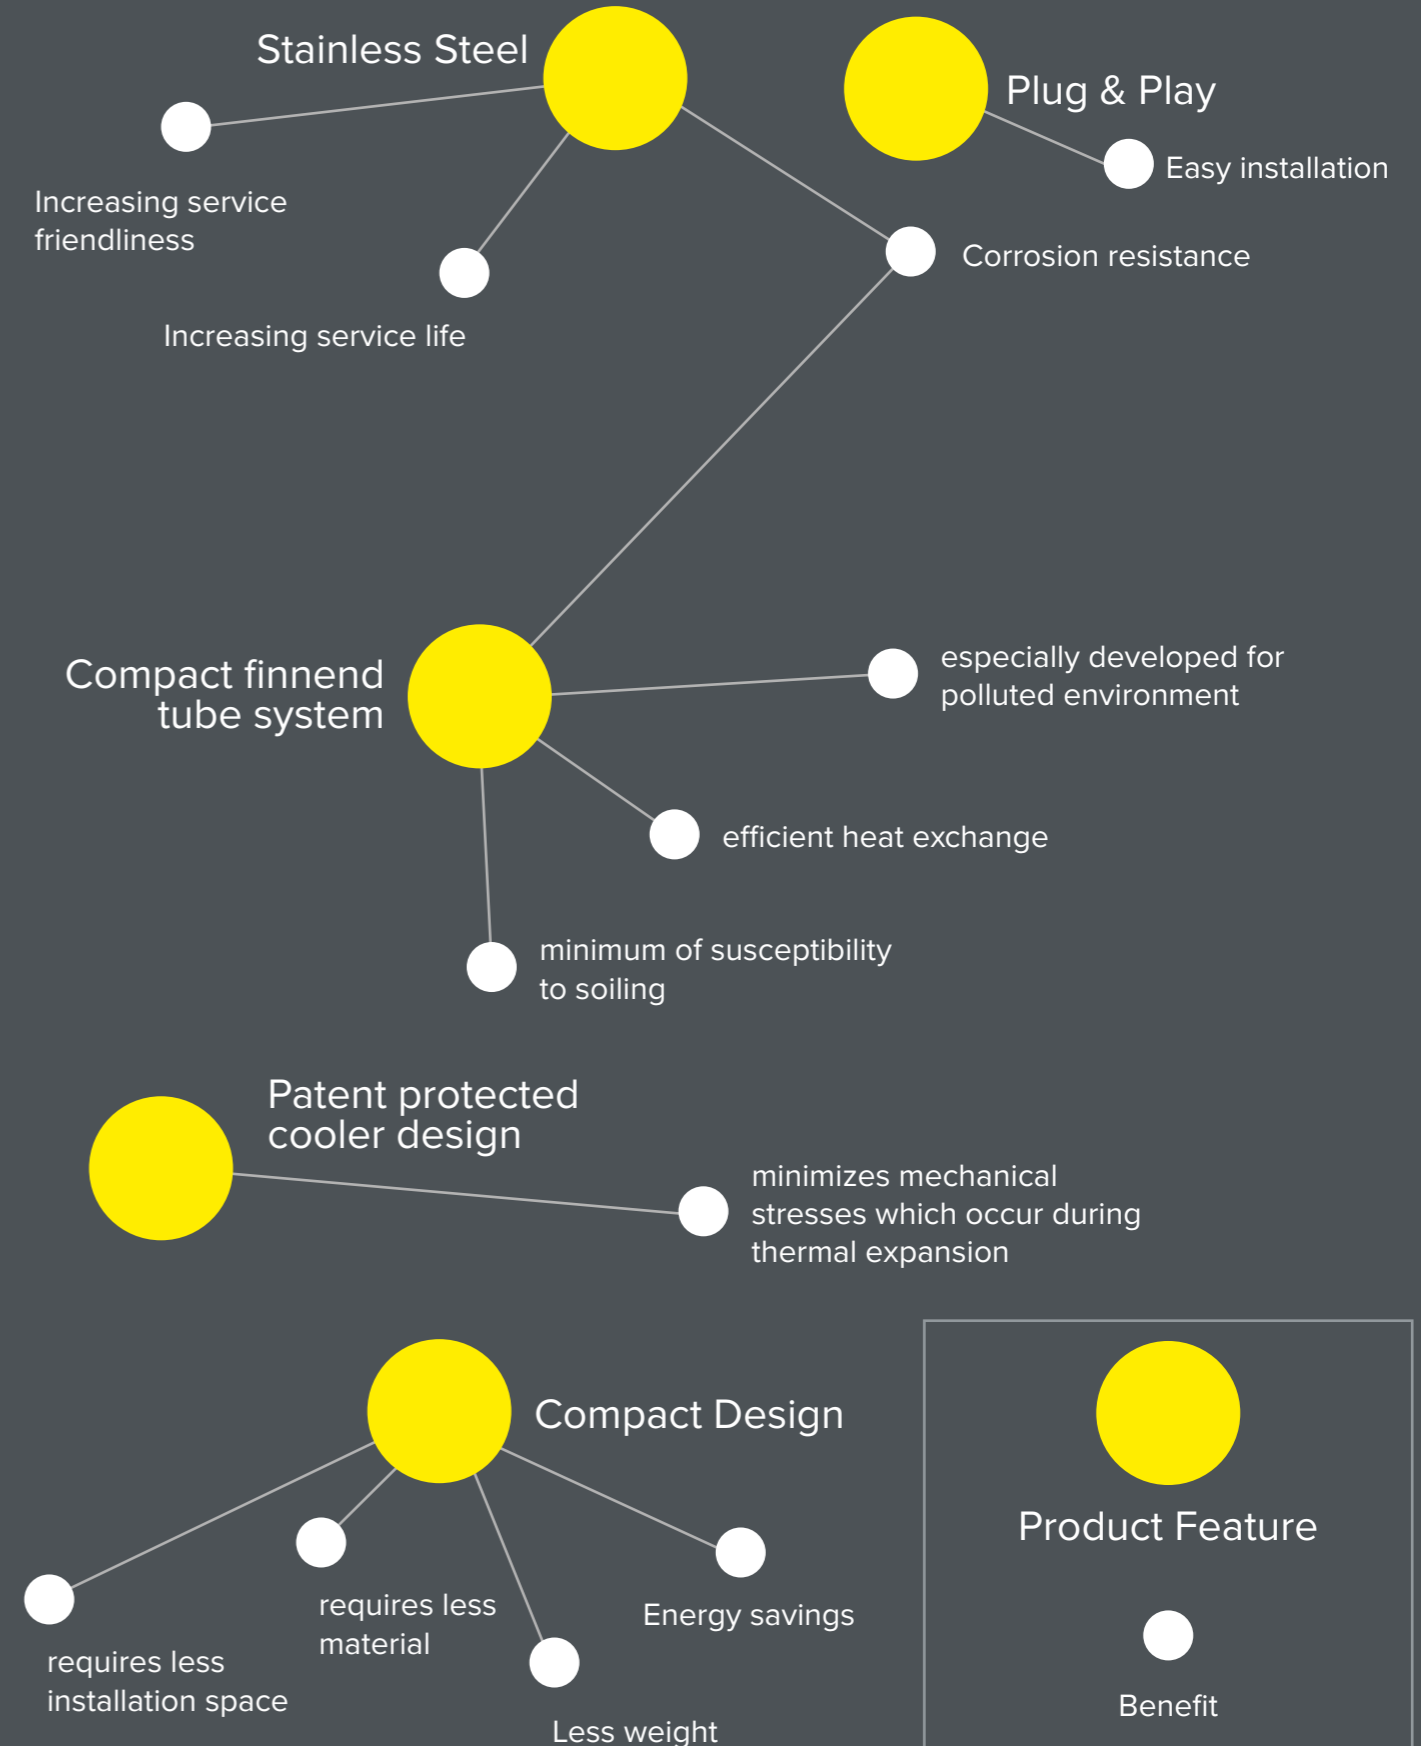 Stainless Steel
Plug & Play
Easy installation
Increasing service
friendliness
Corrosion resistance
Increasing service life
Compact finnend
tube system
especially developed for
polluted environment
efficient heat exchange
minimum of susceptibility
to soiling
Patent protected
cooler design
minimizes mechanical
stresses which occur during
thermal expansion
Compact Design
requires less
material
Energy savings
requires less
installation space
Less weight
Product Feature
Benefit